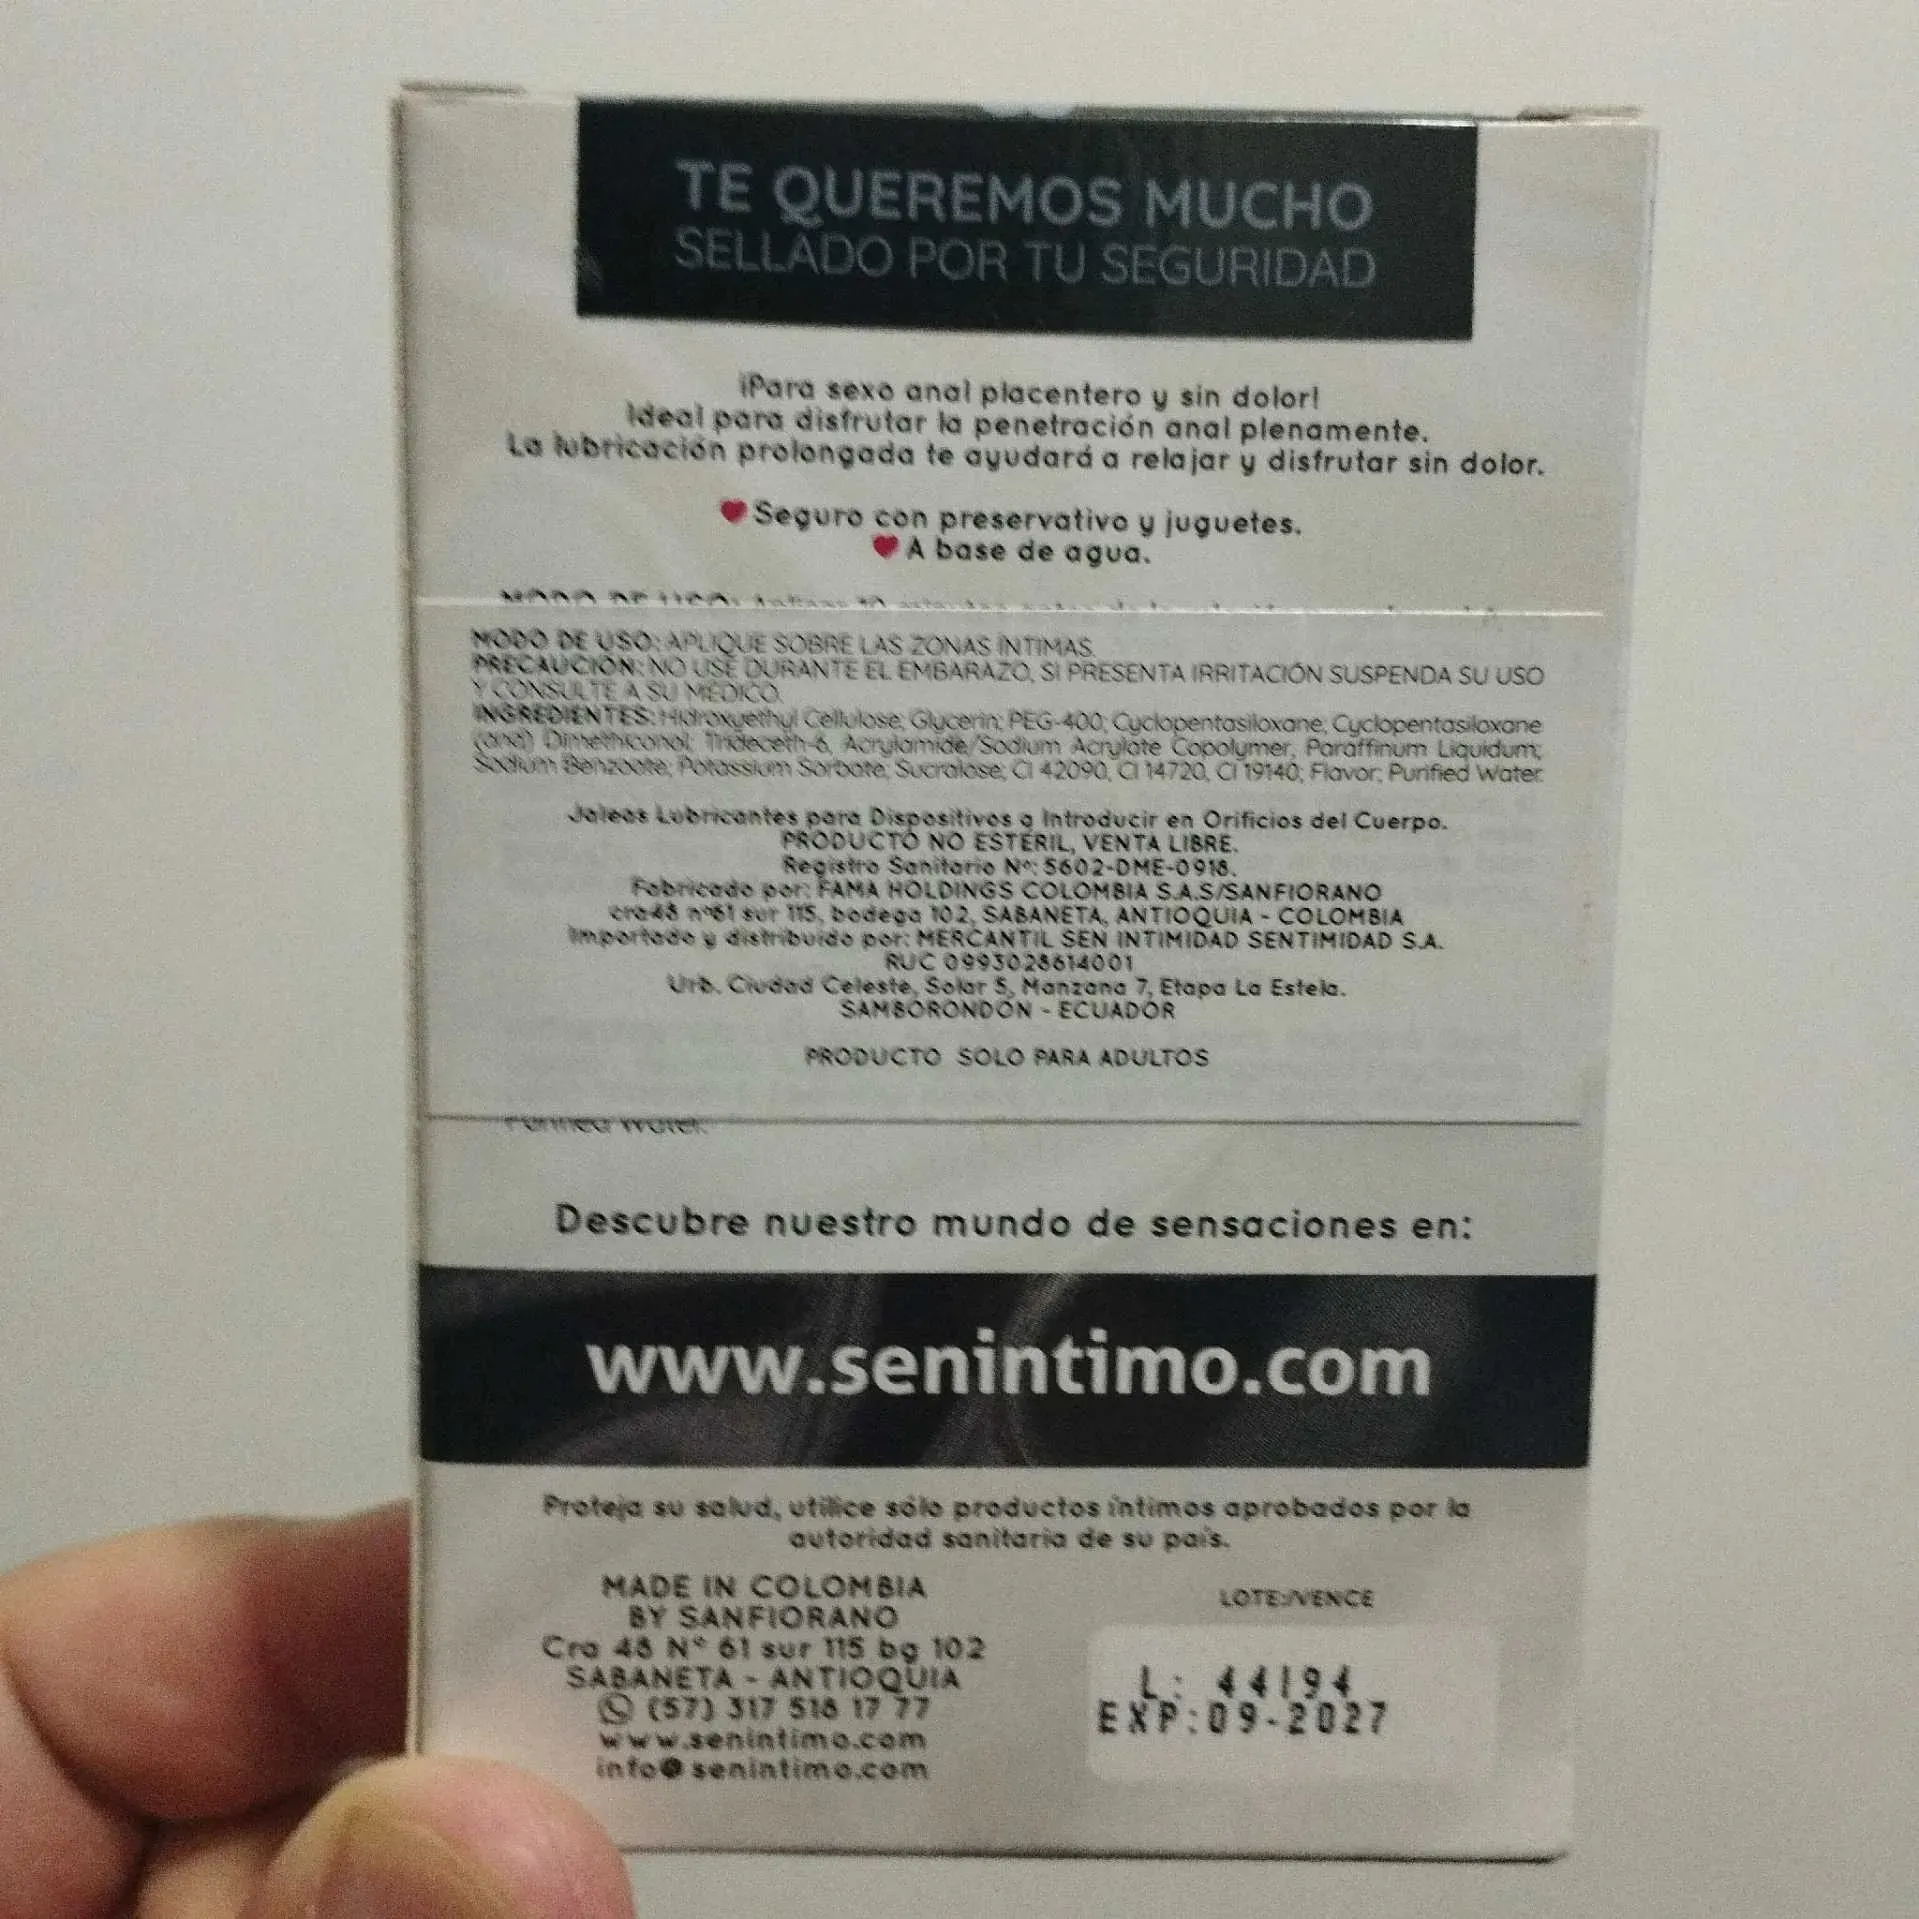 TE QUEREMOS MUCHO
SELLADO POR TU SEGURIDAD
¡Para sexo anal placentero y sin dolor!
Ideal para disfrutar la penetración anal plenamente.
La lubricación prolongada te ayudará a relajar y disfrutar sin dolor.
Seguro con preservativo y juguetes.
A base de agua.
MODO DE USO: Aplicar 10 minutos antes de la
MODO DE USO: APLIQUE SOBRE LAS ZONAS ÍNTIMAS.
PRECAUCIÓN: NO USE DURANTE EL EMBARAZO, SI PRESENTA IRRITACIÓN SUSPENDA SU USO
Y CONSULTE A SU MÉDICO.
INGREDIENTES: Hidroxyethyl Cellulose; Glycerin; PEG-400; Cyclopentasiloxane, Cyclopentasiloxane
(and) Dimethiconol; Trideceth-6, Acrylamide/Sodium Acrylate Copolymer, Paraffinum Liquidum;
Sodium Benzoate; Potassium Sorbate; Sucralose; CI 42090, CI 14720, CI 19140; Flavor; Purified Water.
Jaleas Lubricantes para Dispositivos a Introducir en Orificios del Cuerpo.
PRODUCTO NO ESTÉRIL, VENTA LIBRE.
Registro Sanitario Nº: 5602-DME-0918.
Fabricado por: FAMA HOLDINGS COLOMBIA S.A.S/SANFIORANO
cra48 nº61 sur 115, bodega 102, SABANETA, ANTIOQUIA - COLOMBIA
Importado y distribuido por: MERCANTIL SEN INTIMIDAD SENTIMIDAD S.A.
RUC 0993028614001
Urb. Ciudad Celeste, Solar 5, Manzana 7, Etapa La Estela.
SAMBORONDÓN - ECUADOR
PRODUCTO SOLO PARA ADULTOS
Purified Water.
Descubre nuestro mundo de sensaciones en:
www.senintimo.com
Proteja su salud, utilice sólo productos íntimos aprobados por la
autoridad sanitaria de su país.
MADE IN COLOMBIA
BY SANFIORANO
Cra 48 N° 61 sur 115 bg 102
SABANETA - ANTIOQUIA
(57) 317 518 17 77
www.senintimo.com
info@senintimo.com
LOTE:/VENCE
L: 44194
EXP:09-2027